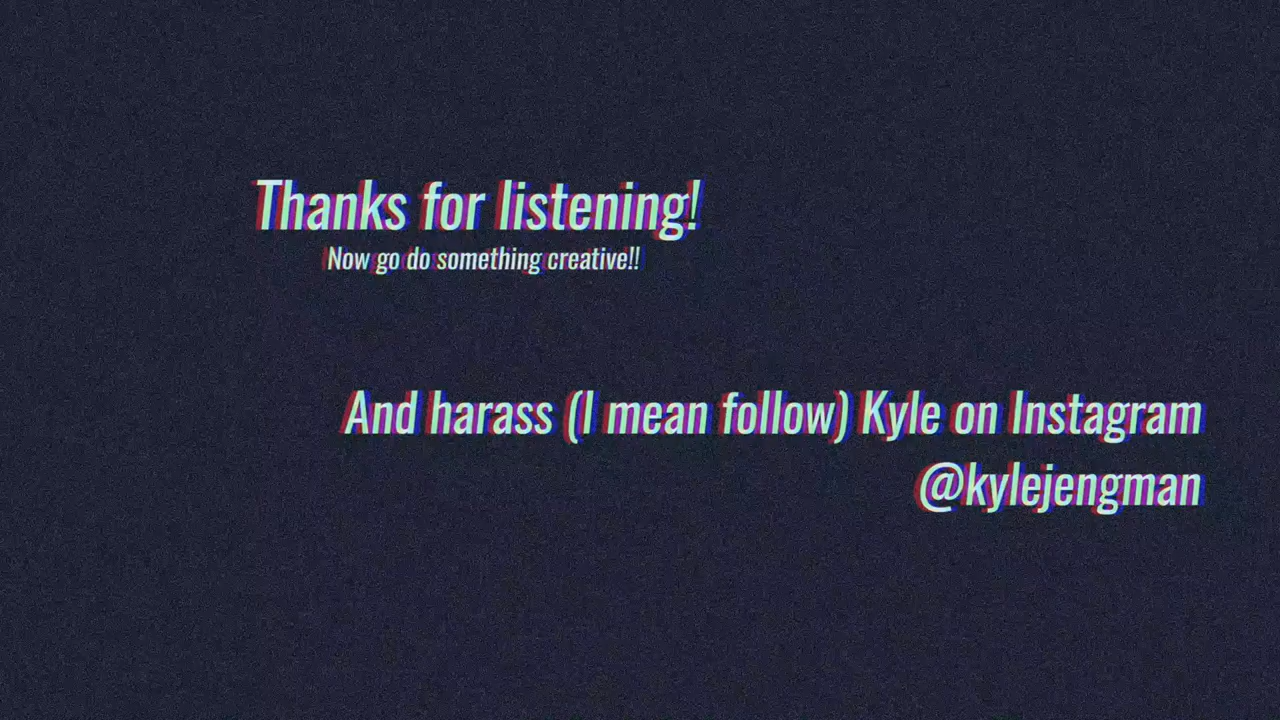 Thanks for listening!
Now go do something creative!!
And harass (I mean follow) Kyle on Instagram
@kylejengman